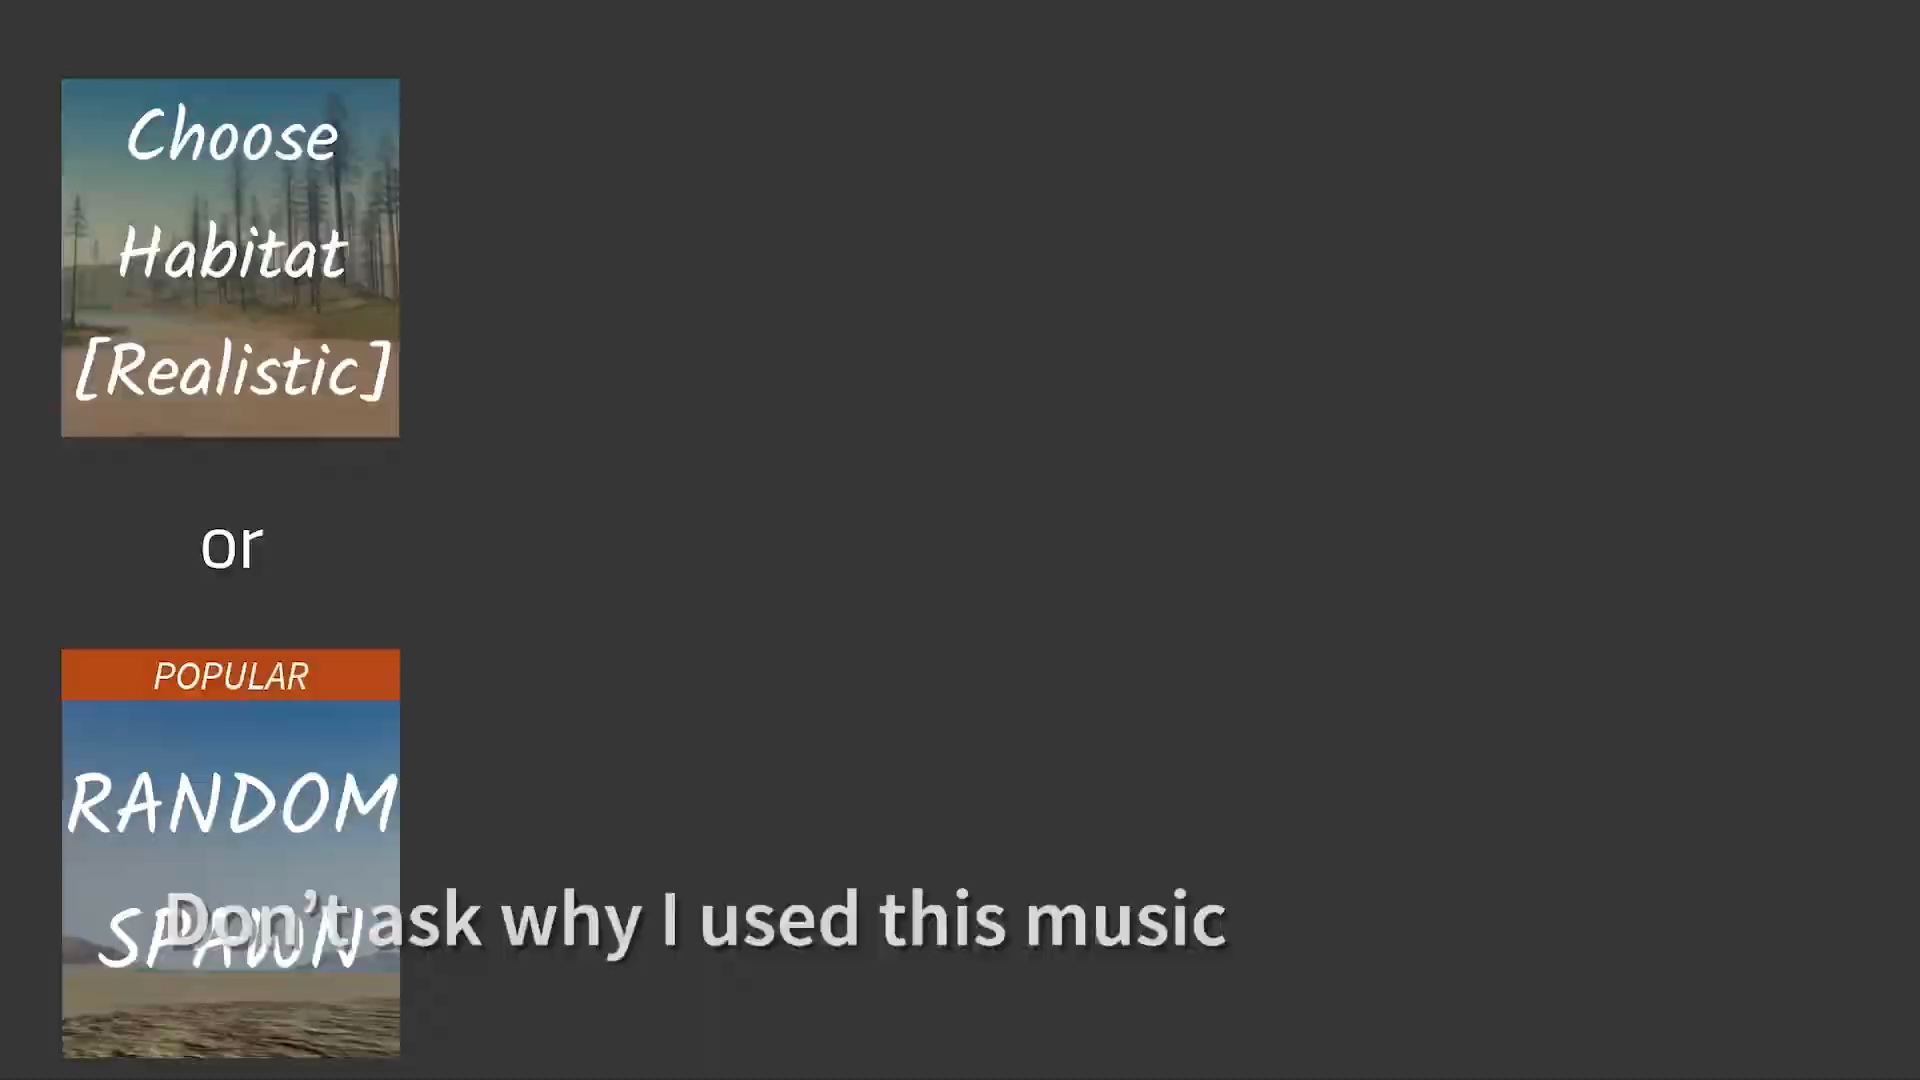 Choose
Habitat
[Realistic]
or
POPULAR
RANDOM
SPAWN
Don't ask why I used this music